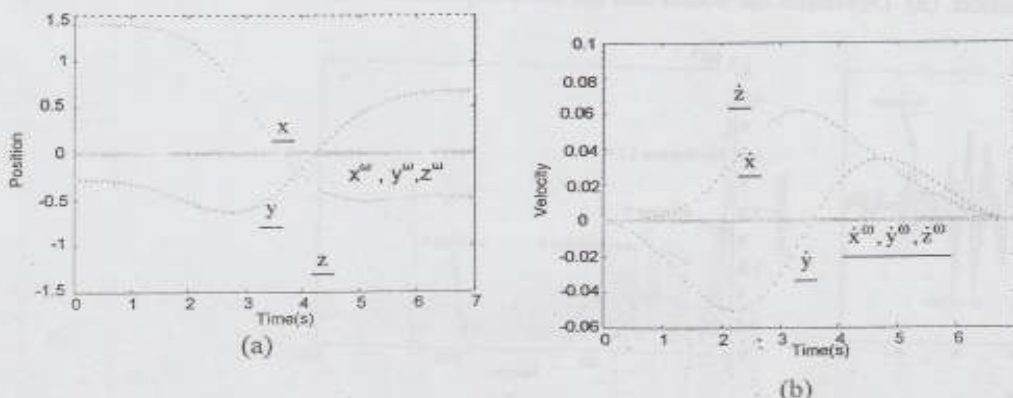 1.5
1
0.5
0
-0.5
-1
-1.5
Position
x
x^ω , y^ω, z^ω
y
z
0 1 2 3 4 5 6 7
Time(s)
(a)
0.1
0.08
0.06
0.04
0.02
0
-0.02
-0.04
-0.06
Velocity
ż
ẋ
ẋ^ω, ẏ^ω, ż^ω
ẏ
0 1 2 3 4 5 6
Time(s)
(b)